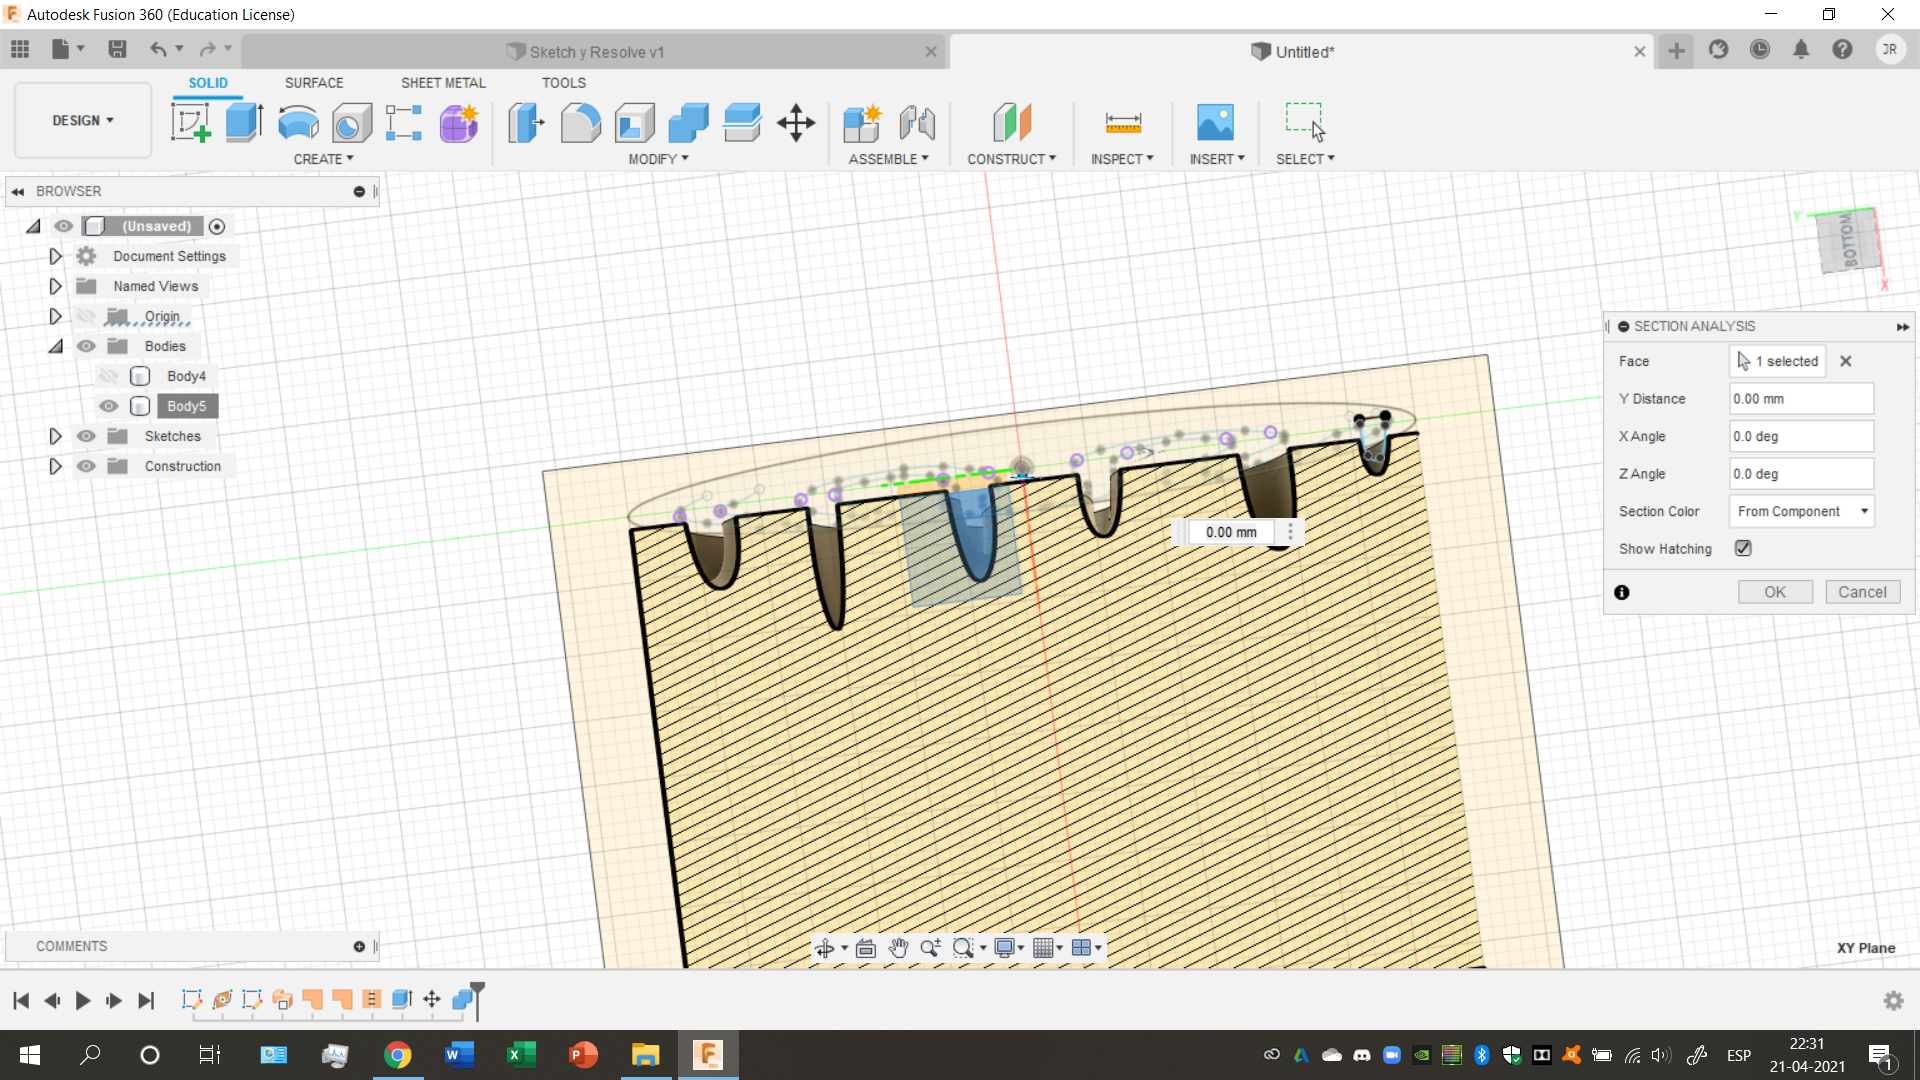 Autodesk Fusion 360 (Education License)
Sketch y Resolve v1
Untitled*
JR
SOLID
SURFACE
SHEET METAL
TOOLS
DESIGN
CREATE
MODIFY
ASSEMBLE
CONSTRUCT
INSPECT
INSERT
SELECT
BROWSER
(Unsaved)
Document Settings
Named Views
Origin
Bodies
Body4
Body5
Sketches
Construction
Y
BOTTOM
X
SECTION ANALYSIS
Face
1 selected
Y Distance
0.00 mm
X Angle
0.0 deg
Z Angle
0.0 deg
Section Color
From Component
Show Hatching
OK
Cancel
0.00 mm
COMMENTS
XY Plane
ESP
22:31
21-04-2021
1